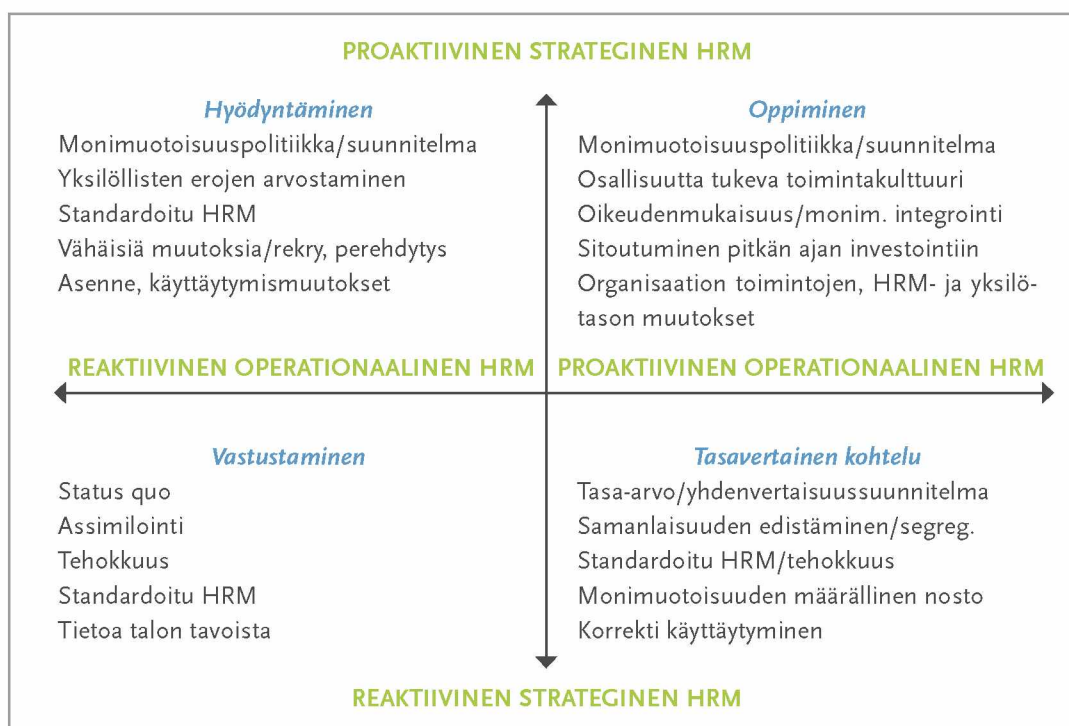 PROAKTIIVINEN STRATEGINEN HRM
Hyödyntäminen
Monimuotoisuuspolitiikka/suunnitelma
Yksilöllisten erojen arvostaminen
Standardoitu HRM
Vähäisiä muutoksia/rekry, perehdytys
Asenne, käyttäytymismuutokset
Oppiminen
Monimuotoisuuspolitiikka/suunnitelma
Osallisuutta tukeva toimintakulttuuri
Oikeudenmukaisuus/monim. integrointi
Sitoutuminen pitkän ajan investointiin
Organisaation toimintojen, HRM- ja yksilö-
tason muutokset
REAKTIIVINEN OPERATIONAALINEN HRM
PROAKTIIVINEN OPERATIONAALINEN HRM
Vastustaminen
Status quo
Assimilointi
Tehokkuus
Standardoitu HRM
Tietoa talon tavoista
Tasavertainen kohtelu
Tasa-arvo/yhdenvertaisuussuunnitelma
Samanlaisuuden edistäminen/segreg.
Standardoitu HRM/tehokkuus
Monimuotoisuuden määrällinen nosto
Korrekti käyttäytyminen
REAKTIIVINEN STRATEGINEN HRM